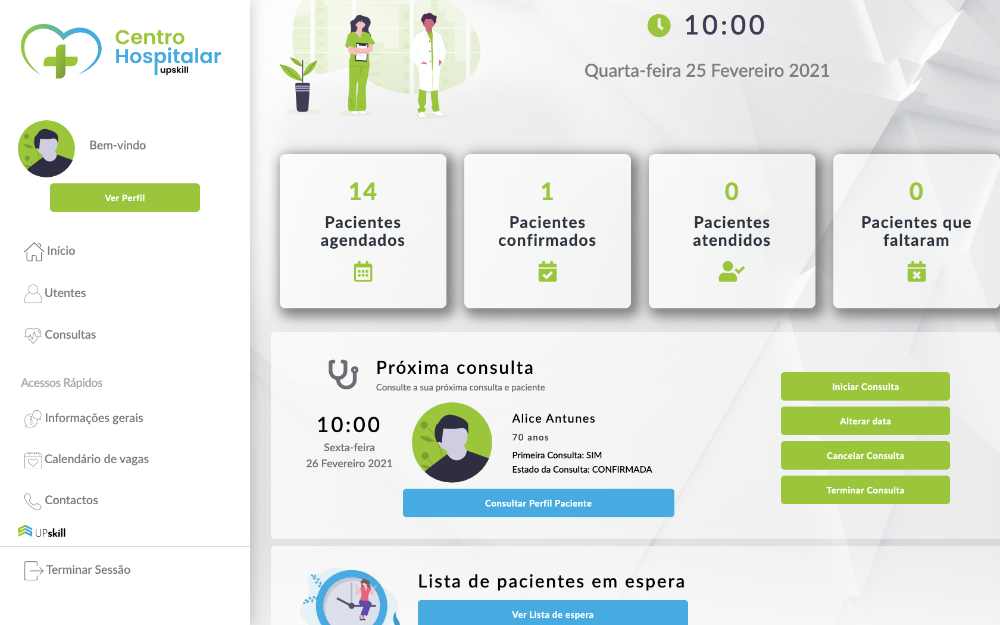 Centro
Hospitalar
upskill
Bem-vindo
Ver Perfil
Início
Utentes
Consultas
Acessos Rápidos
Informações gerais
Calendário de vagas
Contactos
UPskill
Terminar Sessão
10:00
Quarta-feira 25 Fevereiro 2021
14
Pacientes
agendados
1
Pacientes
confirmados
0
Pacientes
atendidos
0
Pacientes que
faltaram
Próxima consulta
Consulte a sua próxima consulta e paciente
10:00
Sexta-feira
26 Fevereiro 2021
Alice Antunes
70 anos
Primeira Consulta: SIM
Estado da Consulta: CONFIRMADA
Consultar Perfil Paciente
Iniciar Consulta
Alterar data
Cancelar Consulta
Terminar Consulta
Lista de pacientes em espera
Ver Lista de espera